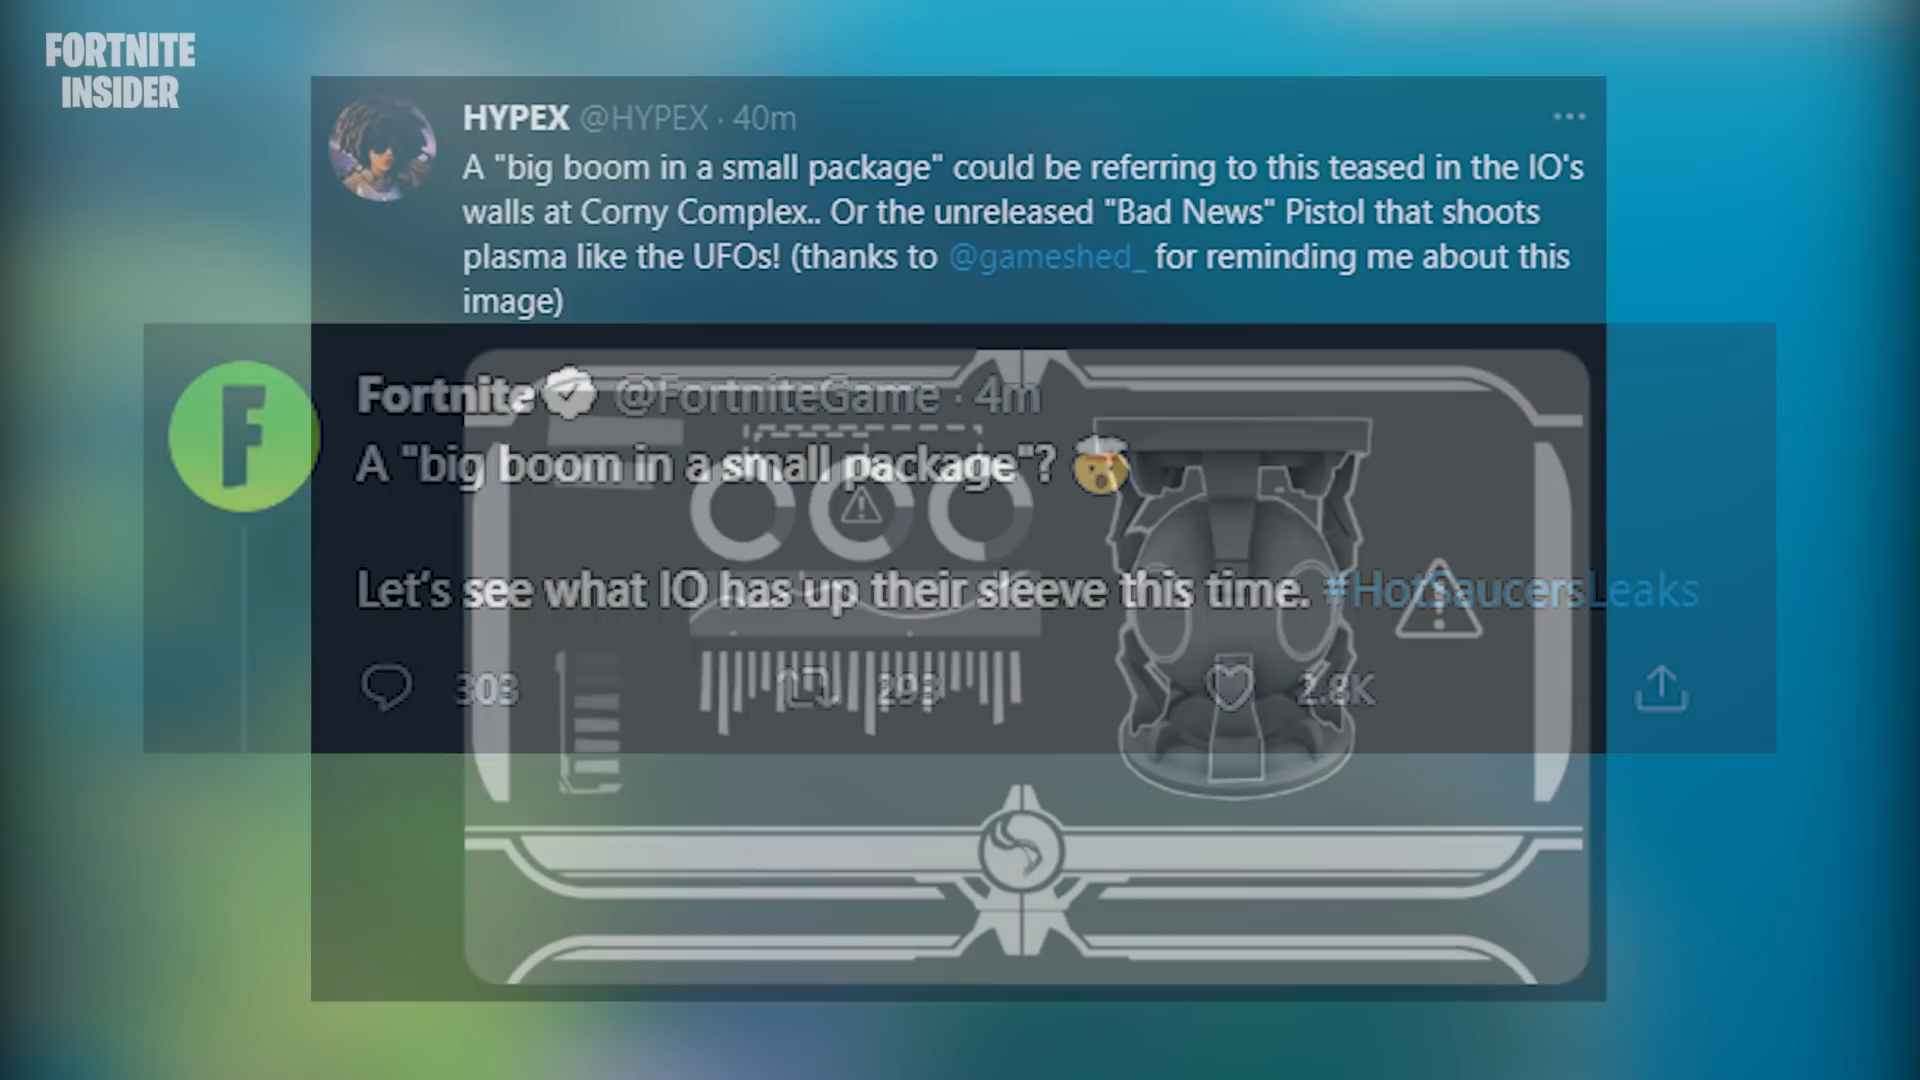 FORTNITE
INSIDER
HYPEX @HYPEX · 40m
A "big boom in a small package" could be referring to this teased in the IO's
walls at Corny Complex.. Or the unreleased "Bad News" Pistol that shoots
plasma like the UFOs! (thanks to @gameshed_ for reminding me about this
image)
Fortnite @FortniteGame · 4m
A "big boom in a small package"? 🤯
Let's see what IO has up their sleeve this time. #HotSaucersLeaks
303 293 2.8K